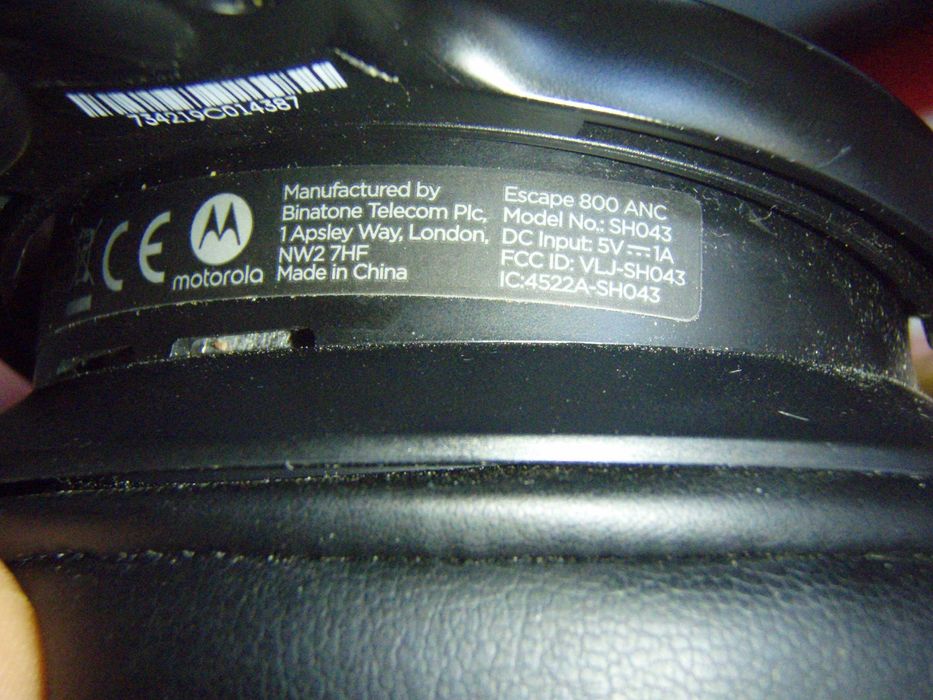 734219C014387
CE
motorola
Manufactured by
Binatone Telecom Plc,
1 Apsley Way, London,
NW2 7HF
Made in China
Escape 800 ANC
Model No.: SH043
DC Input: 5V⎓1A
FCC ID: VLJ-SH043
IC:4522A-SH043